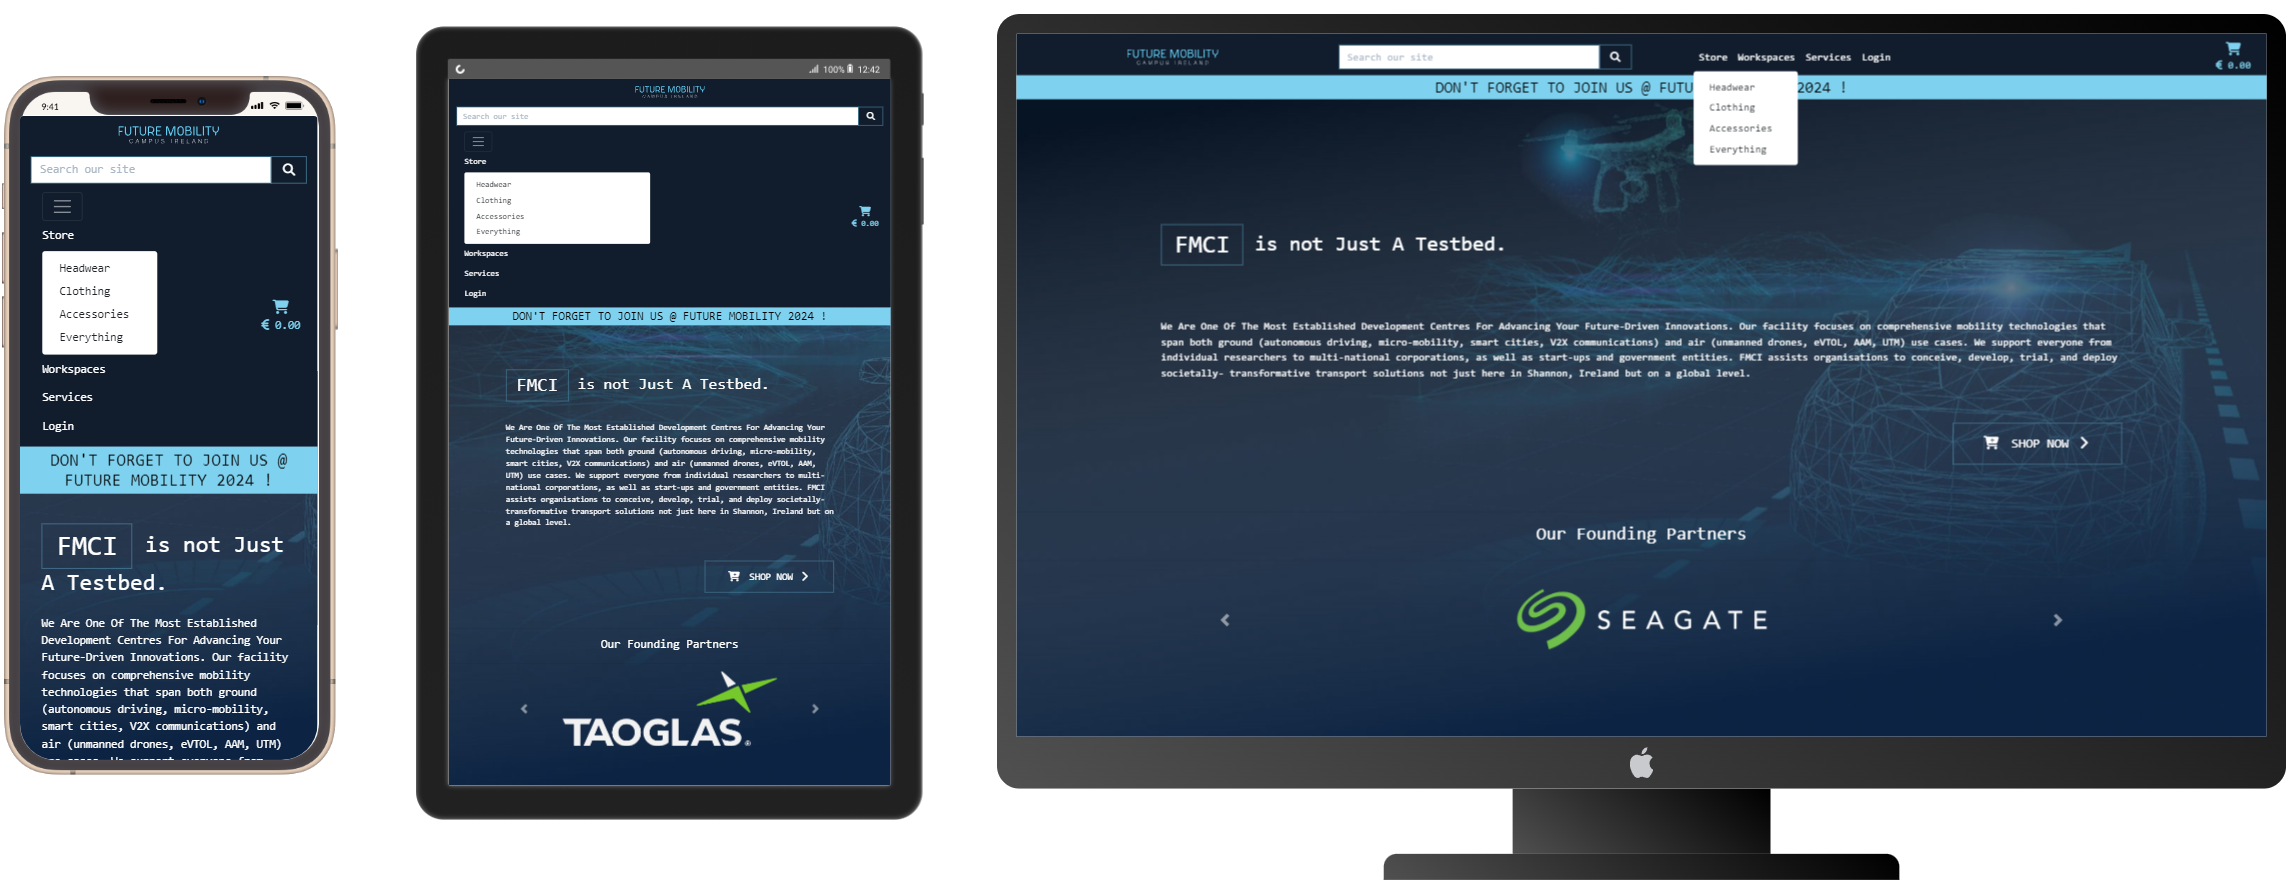 9:41
FUTURE MOBILITY
CAMPUS IRELAND
Search our site
Store
Headwear
Clothing
Accessories
Everything
€ 0.00
Workspaces
Services
Login
DON'T FORGET TO JOIN US @
FUTURE MOBILITY 2024 !
FMCI is not Just
A Testbed.
We Are One Of The Most Established
Development Centres For Advancing Your
Future-Driven Innovations. Our facility
focuses on comprehensive mobility
technologies that span both ground
(autonomous driving, micro-mobility,
smart cities, V2X communications) and
air (unmanned drones, eVTOL, AAM, UTM)
use cases. We support everyone from
100% 12:42
FUTURE MOBILITY
CAMPUS IRELAND
Search our site
Store
Headwear
Clothing
Accessories
Everything
€ 0.00
Workspaces
Services
Login
DON'T FORGET TO JOIN US @ FUTURE MOBILITY 2024 !
FMCI is not Just A Testbed.
We Are One Of The Most Established Development Centres For Advancing Your
Future-Driven Innovations. Our facility focuses on comprehensive mobility
technologies that span both ground (autonomous driving, micro-mobility,
smart cities, V2X communications) and air (unmanned drones, eVTOL, AAM,
UTM) use cases. We support everyone from individual researchers to multi-
national corporations, as well as start-ups and government entities. FMCI
assists organisations to conceive, develop, trial, and deploy societally-
transformative transport solutions not just here in Shannon, Ireland but on
a global level.
SHOP NOW
Our Founding Partners
TAOGLAS®
FUTURE MOBILITY
CAMPUS IRELAND
Search our site
Store Workspaces Services Login
€ 0.00
DON'T FORGET TO JOIN US @ FUTU 2024 !
Headwear
Clothing
Accessories
Everything
FMCI is not Just A Testbed.
We Are One Of The Most Established Development Centres For Advancing Your Future-Driven Innovations. Our facility focuses on comprehensive mobility technologies that
span both ground (autonomous driving, micro-mobility, smart cities, V2X communications) and air (unmanned drones, eVTOL, AAM, UTM) use cases. We support everyone from
individual researchers to multi-national corporations, as well as start-ups and government entities. FMCI assists organisations to conceive, develop, trial, and deploy
societally- transformative transport solutions not just here in Shannon, Ireland but on a global level.
SHOP NOW
Our Founding Partners
SEAGATE